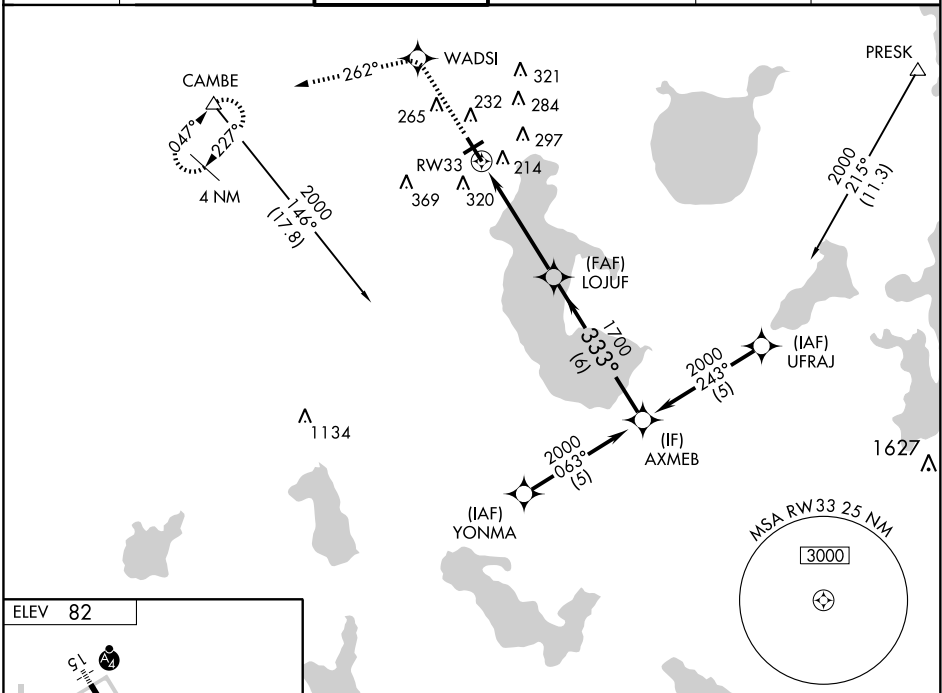 WADSI
262°
PRESK
CAMBE
321
265
232
284
047°
227°
297
RW33
214
4 NM
369
320
2000
146°
(17.8)
2000
215°
(11.3)
(FAF)
LOJUF
1700
333°
(6)
(IAF)
UFRAJ
2000
243°
(5)
1134
(IF)
AXMEB
2000
063°
(5)
1627
(IAF)
YONMA
MSA RW33 25 NM
3000
ELEV 82
15
A4